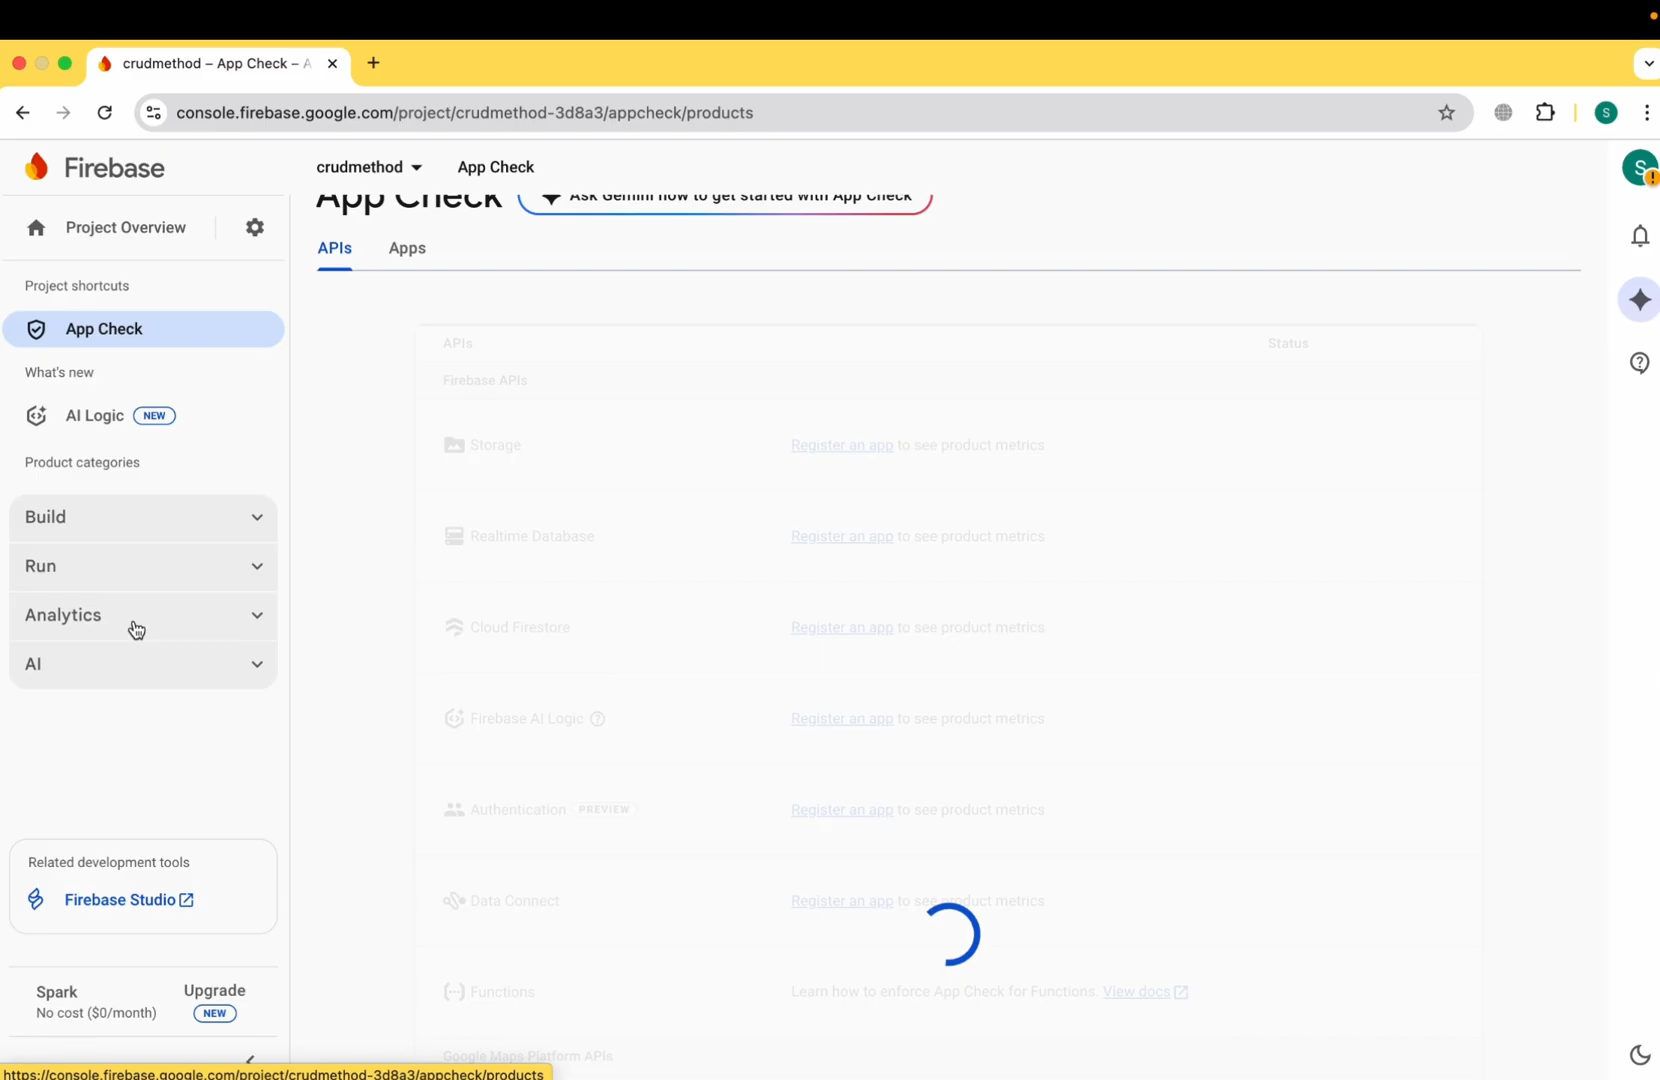 crudmethod – App Check – A
console.firebase.google.com/project/crudmethod-3d8a3/appcheck/products
S
Firebase
crudmethod
App Check
S
Project Overview
App Check
Ask Gemini how to get started with App Check
APIs
Apps
Project shortcuts
App Check
What's new
AI Logic NEW
Product categories
Build
Run
Analytics
AI
APIs
Status
Firebase APIs
Storage
Register an app to see product metrics
Realtime Database
Register an app to see product metrics
Cloud Firestore
Register an app to see product metrics
Firebase AI Logic
Register an app to see product metrics
Authentication PREVIEW
Register an app to see product metrics
Data Connect
Register an app to see product metrics
Functions
Learn how to enforce App Check for Functions. View docs
Google Maps Platform APIs
Related development tools
Firebase Studio
Spark
No cost ($0/month)
Upgrade
NEW
https://console.firebase.google.com/project/crudmethod-3d8a3/appcheck/products